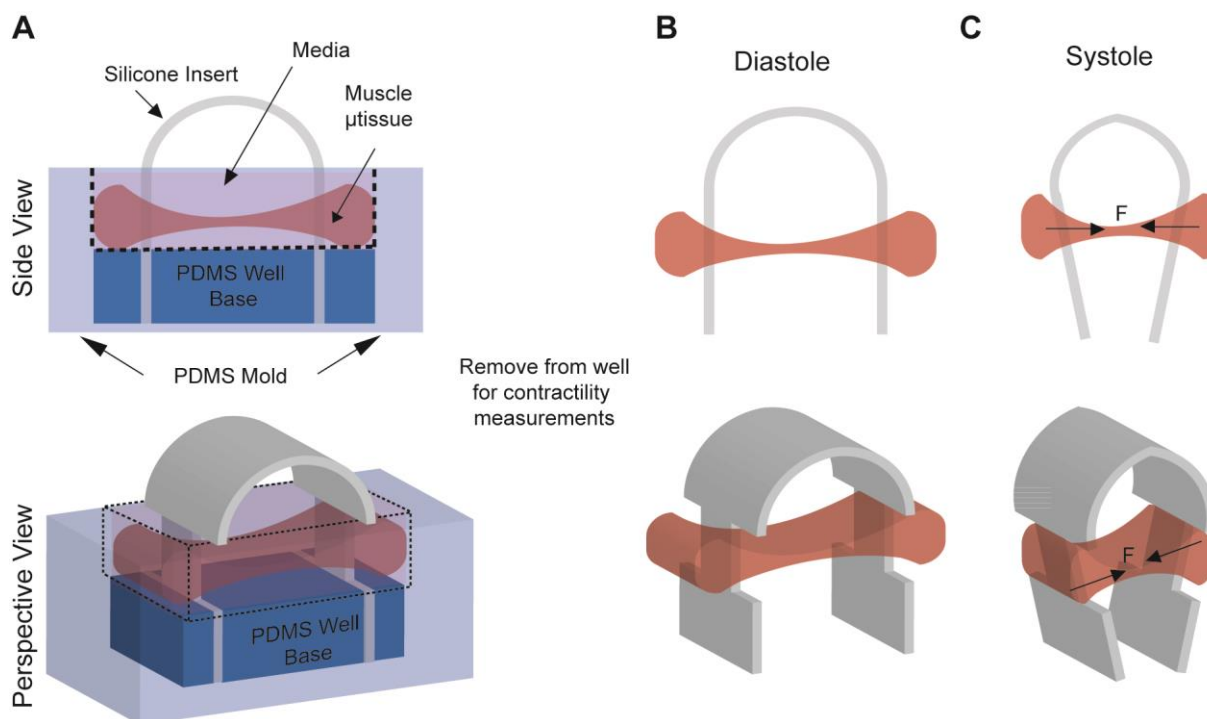 A
Media
Silicone Insert
Muscle
μtissue
Side View
PDMS Well
Base
PDMS Mold
Remove from well
for contractility
measurements
Perspective View
PDMS Well
Base
B
Diastole
C
Systole
F
F